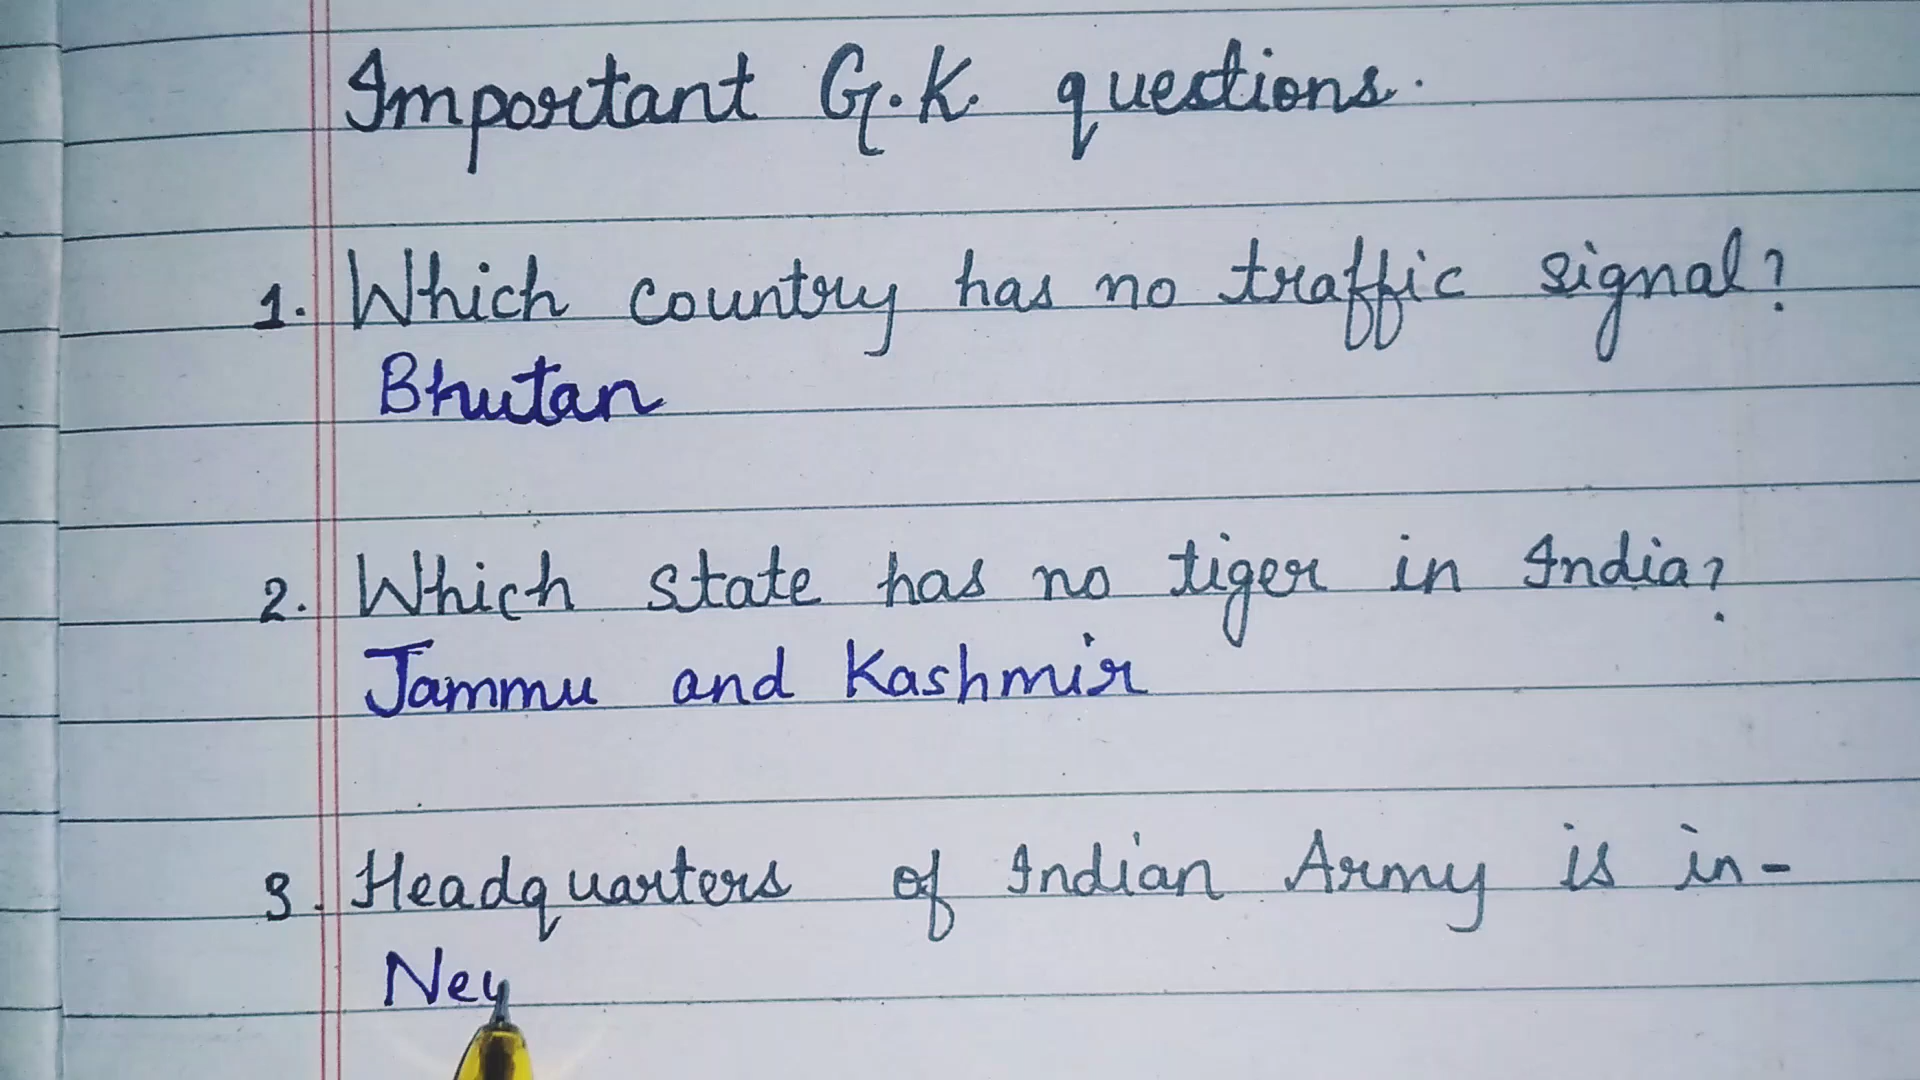 Important G.K. questions.
1. Which country has no traffic signal?
Bhutan
2. Which state has no tiger in India?
Jammu and Kashmir
3. Headquarters of Indian Army is in-